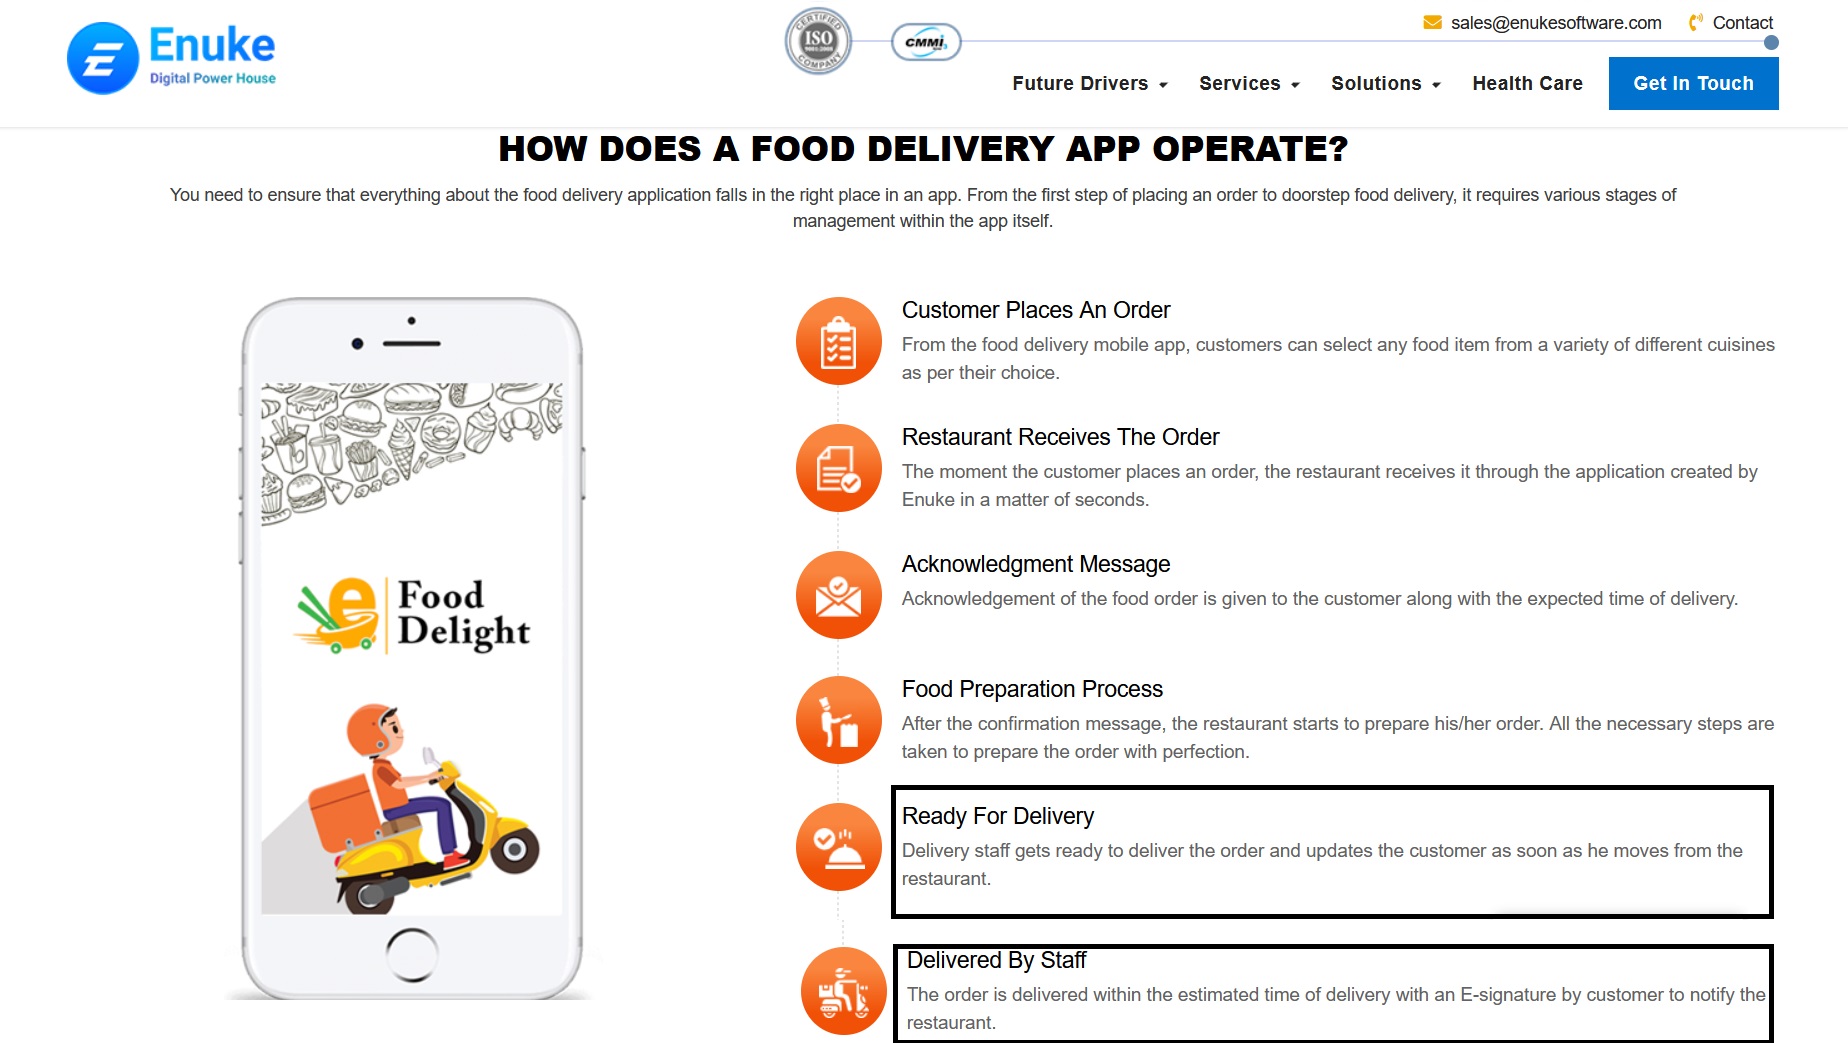 Enuke
Digital Power House
CERTIFIED
ISO
9001:2008
COMPANY
CMMi
sales@enukesoftware.com
Contact
Future Drivers
Services
Solutions
Health Care
Get In Touch
HOW DOES A FOOD DELIVERY APP OPERATE?
You need to ensure that everything about the food delivery application falls in the right place in an app. From the first step of placing an order to doorstep food delivery, it requires various stages of
management within the app itself.
e Food
Delight
Customer Places An Order
From the food delivery mobile app, customers can select any food item from a variety of different cuisines
as per their choice.
Restaurant Receives The Order
The moment the customer places an order, the restaurant receives it through the application created by
Enuke in a matter of seconds.
Acknowledgment Message
Acknowledgement of the food order is given to the customer along with the expected time of delivery.
Food Preparation Process
After the confirmation message, the restaurant starts to prepare his/her order. All the necessary steps are
taken to prepare the order with perfection.
Ready For Delivery
Delivery staff gets ready to deliver the order and updates the customer as soon as he moves from the
restaurant.
Delivered By Staff
The order is delivered within the estimated time of delivery with an E-signature by customer to notify the
restaurant.